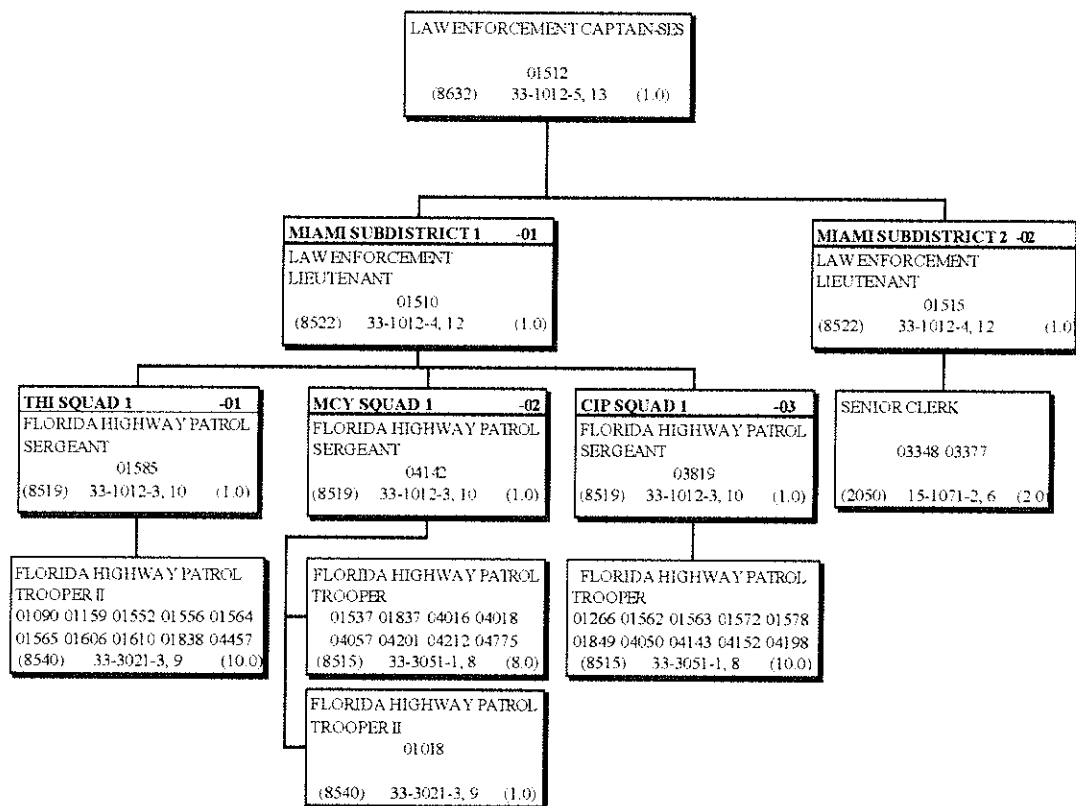 LAW ENFORCEMENT CAPTAIN-SES
01512
(8632) 33-1012-5, 13 (1.0)
MIAMI SUBDISTRICT 1 -01
LAW ENFORCEMENT
LIEUTENANT
01510
(8522) 33-1012-4, 12 (1.0)
MIAMI SUBDISTRICT 2 -02
LAW ENFORCEMENT
LIEUTENANT
01515
(8522) 33-1012-4, 12 (1.0)
THI SQUAD 1 -01
FLORIDA HIGHWAY PATROL
SERGEANT
01585
(8519) 33-1012-3, 10 (1.0)
MCY SQUAD 1 -02
FLORIDA HIGHWAY PATROL
SERGEANT
04142
(8519) 33-1012-3, 10 (1.0)
CIP SQUAD 1 -03
FLORIDA HIGHWAY PATROL
SERGEANT
03819
(8519) 33-1012-3, 10 (1.0)
SENIOR CLERK
03348 03377
(2050) 15-1071-2, 6 (2.0)
FLORIDA HIGHWAY PATROL
TROOPER II
01090 01159 01552 01556 01564
01565 01606 01610 01838 04457
(8540) 33-3021-3, 9 (10.0)
FLORIDA HIGHWAY PATROL
TROOPER
01537 01837 04016 04018
04057 04201 04212 04775
(8515) 33-3051-1, 8 (8.0)
FLORIDA HIGHWAY PATROL
TROOPER
01266 01562 01563 01572 01578
01849 04050 04143 04152 04198
(8515) 33-3051-1, 8 (10.0)
FLORIDA HIGHWAY PATROL
TROOPER II
01018
(8540) 33-3021-3, 9 (1.0)